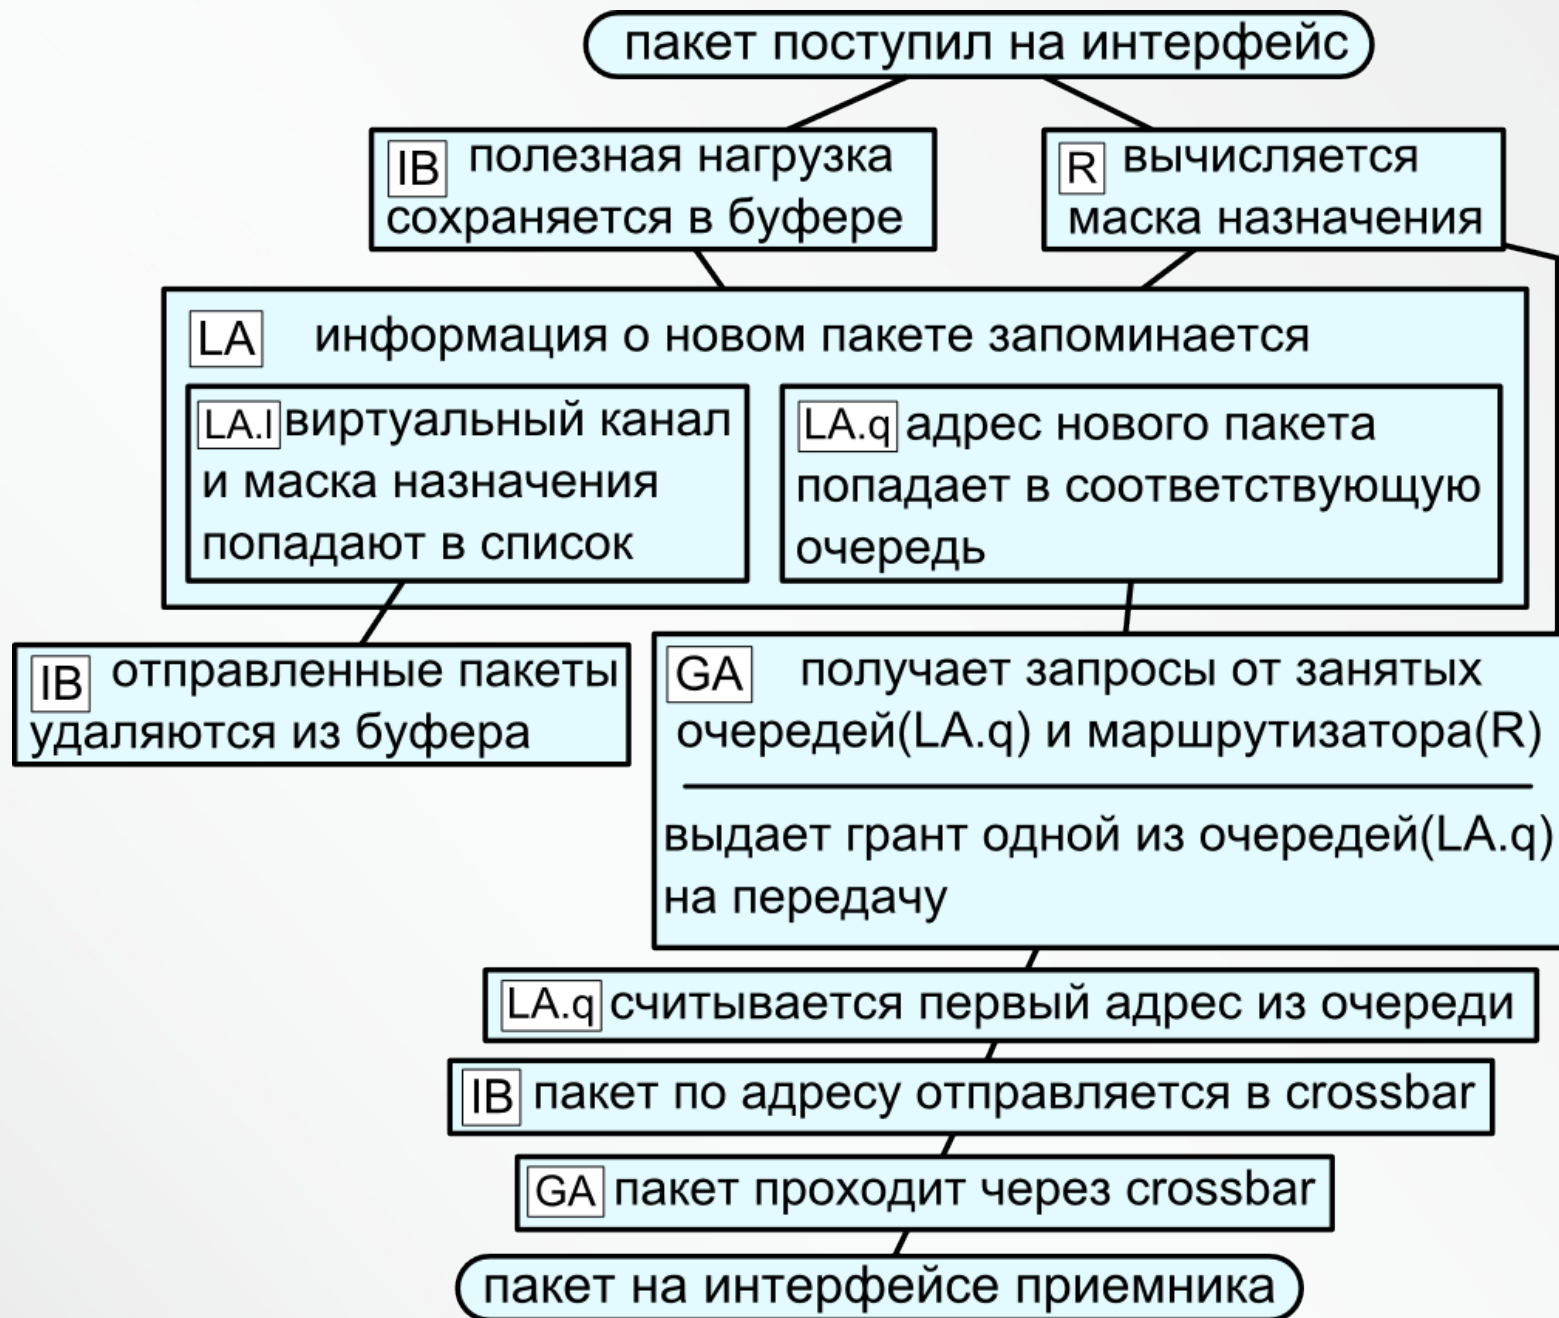 пакет поступил на интерфейс
IB полезная нагрузка
сохраняется в буфере
R вычисляется
маска назначения
LA информация о новом пакете запоминается
LA.l виртуальный канал
и маска назначения
попадают в список
LA.q адрес нового пакета
попадает в соответствующую
очередь
IB отправленные пакеты
удаляются из буфера
GA получает запросы от занятых
очередей(LA.q) и маршрутизатора(R)
выдает грант одной из очередей(LA.q)
на передачу
LA.q считывается первый адрес из очереди
IB пакет по адресу отправляется в crossbar
GA пакет проходит через crossbar
пакет на интерфейсе приемника